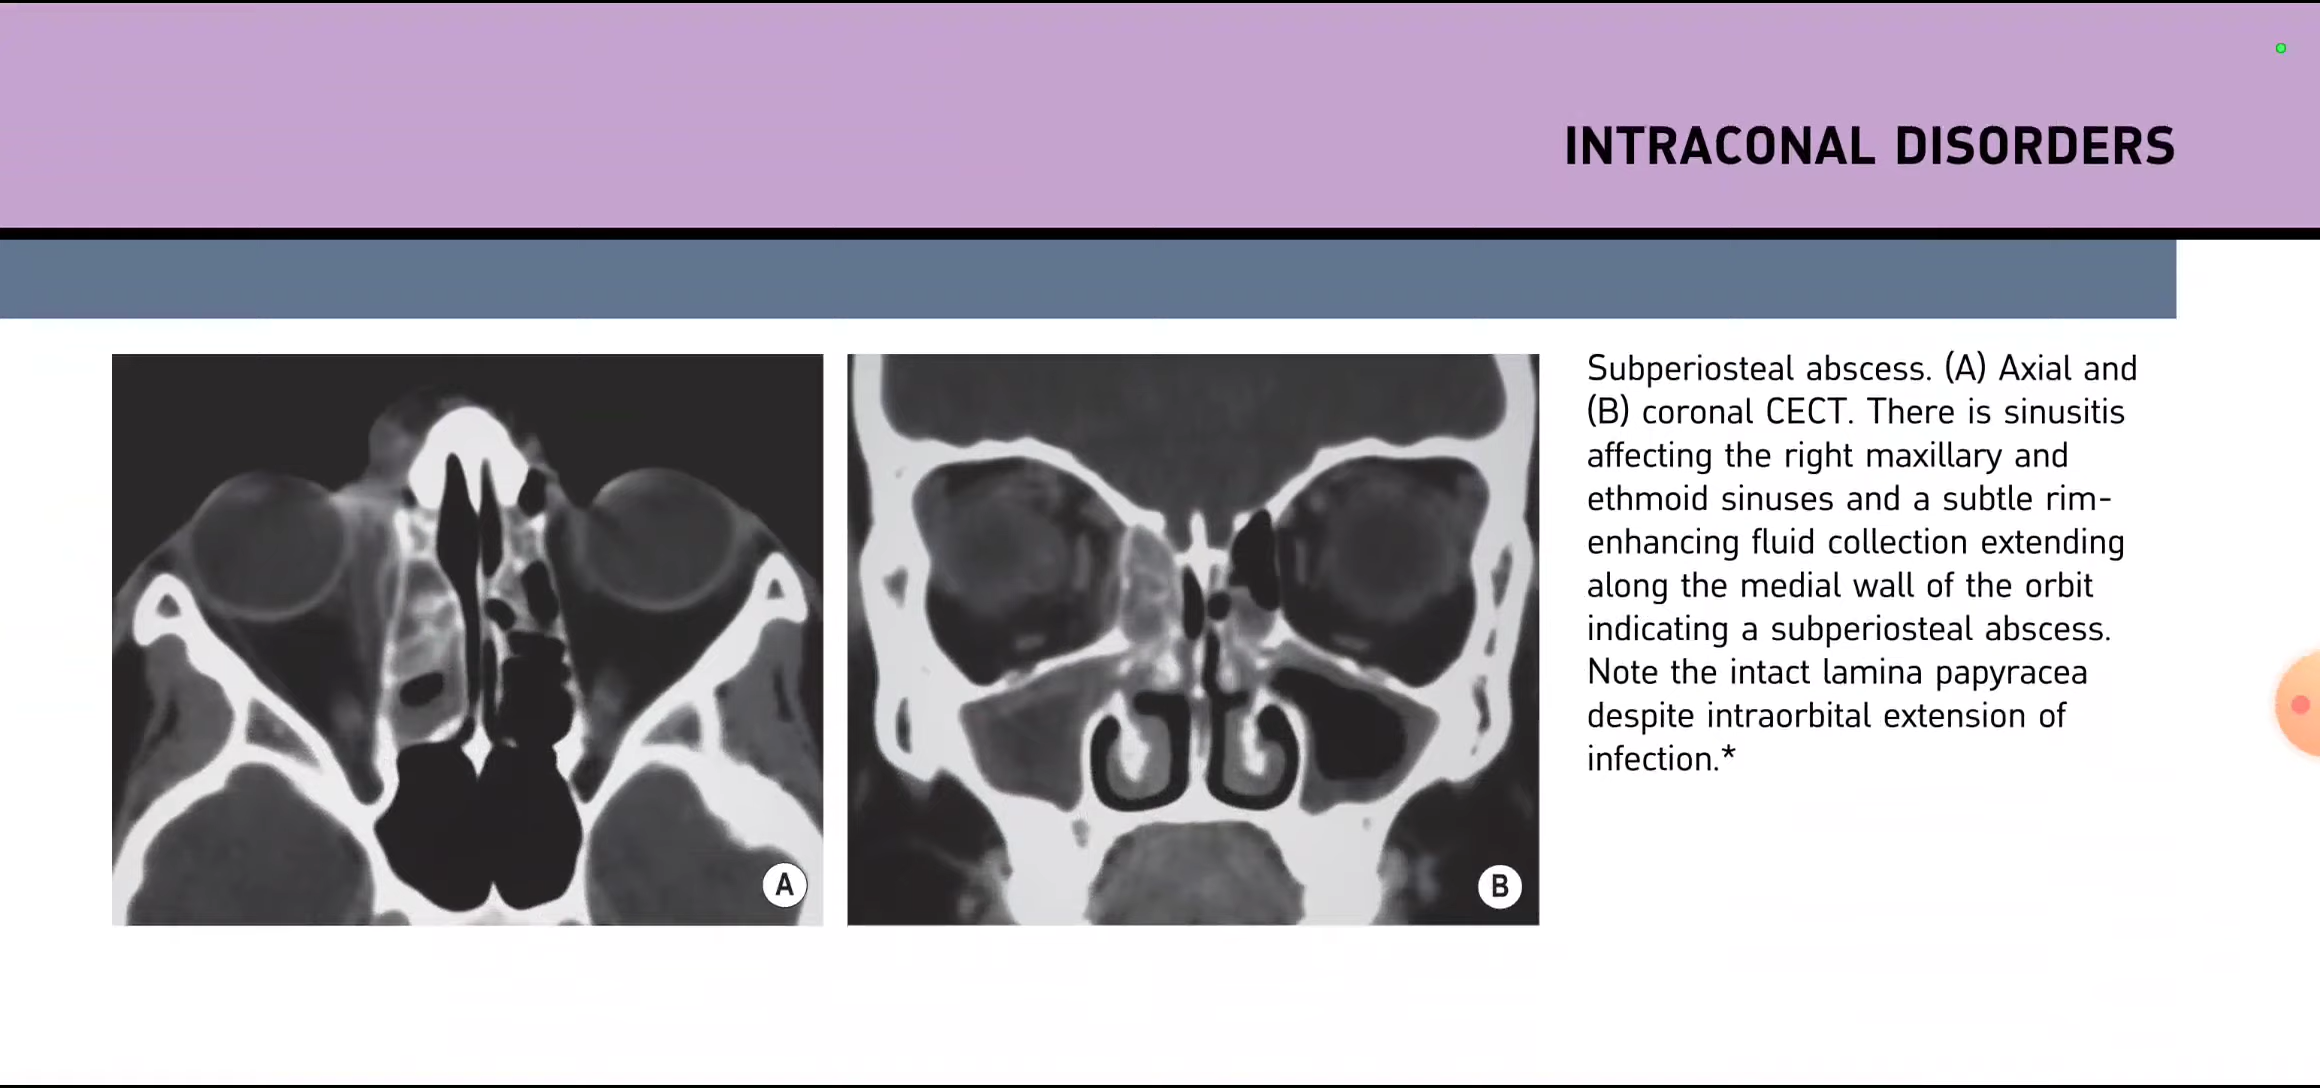 INTRACONAL DISORDERS
Subperiosteal abscess. (A) Axial and
(B) coronal CECT. There is sinusitis
affecting the right maxillary and
ethmoid sinuses and a subtle rim-
enhancing fluid collection extending
along the medial wall of the orbit
indicating a subperiosteal abscess.
Note the intact lamina papyracea
despite intraorbital extension of
infection.*
A
B